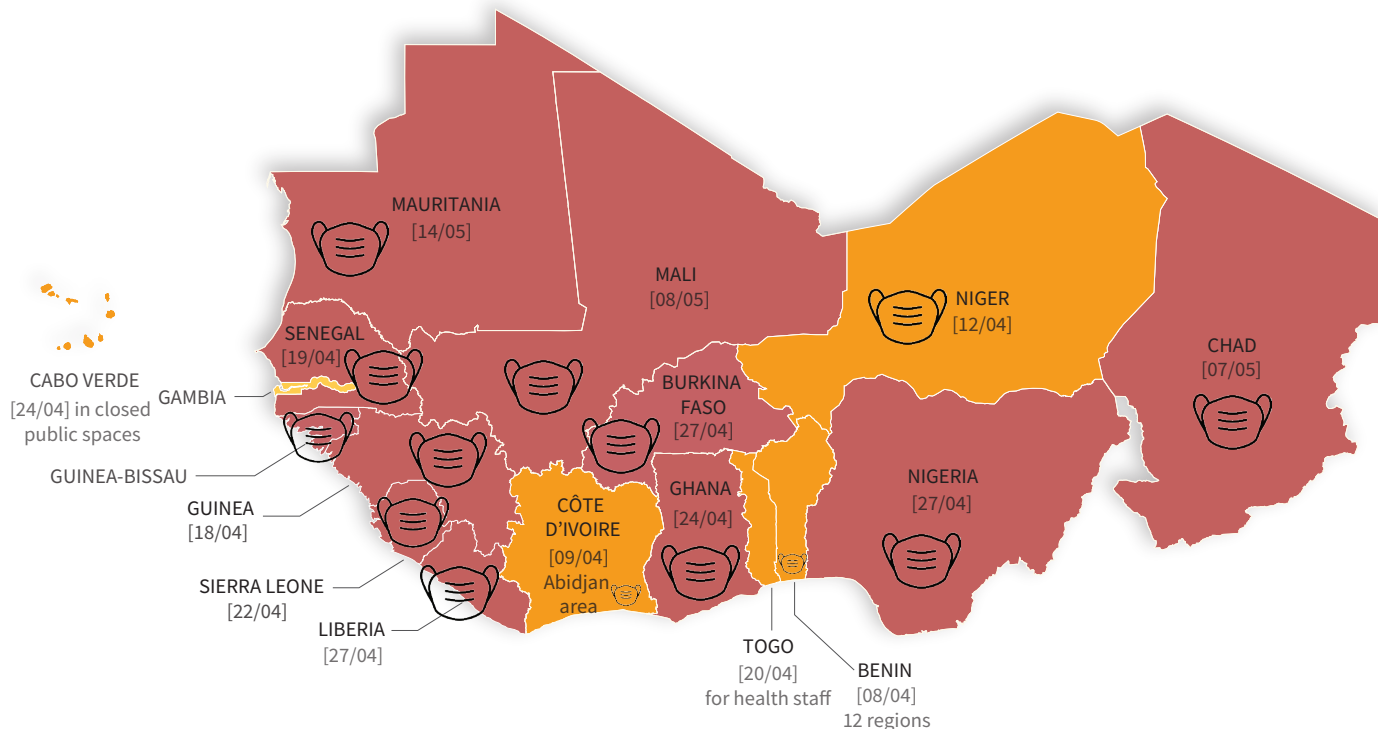 MAURITANIA
[14/05]
MALI
[08/05]
NIGER
[12/04]
CHAD
[07/05]
SENEGAL
[19/04]
CABO VERDE
[24/04] in closed
public spaces
GAMBIA
BURKINA
FASO
[27/04]
GUINEA-BISSAU
GUINEA
[18/04]
CÔTE
D'IVOIRE
[09/04]
Abidjan
area
GHANA
[24/04]
NIGERIA
[27/04]
SIERRA LEONE
[22/04]
LIBERIA
[27/04]
TOGO
[20/04]
for health staff
BENIN
[08/04]
12 regions